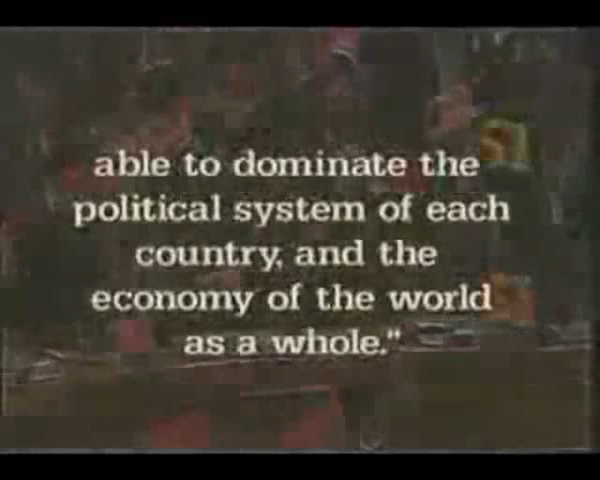 able to dominate the
political system of each
country, and the
economy of the world
as a whole."